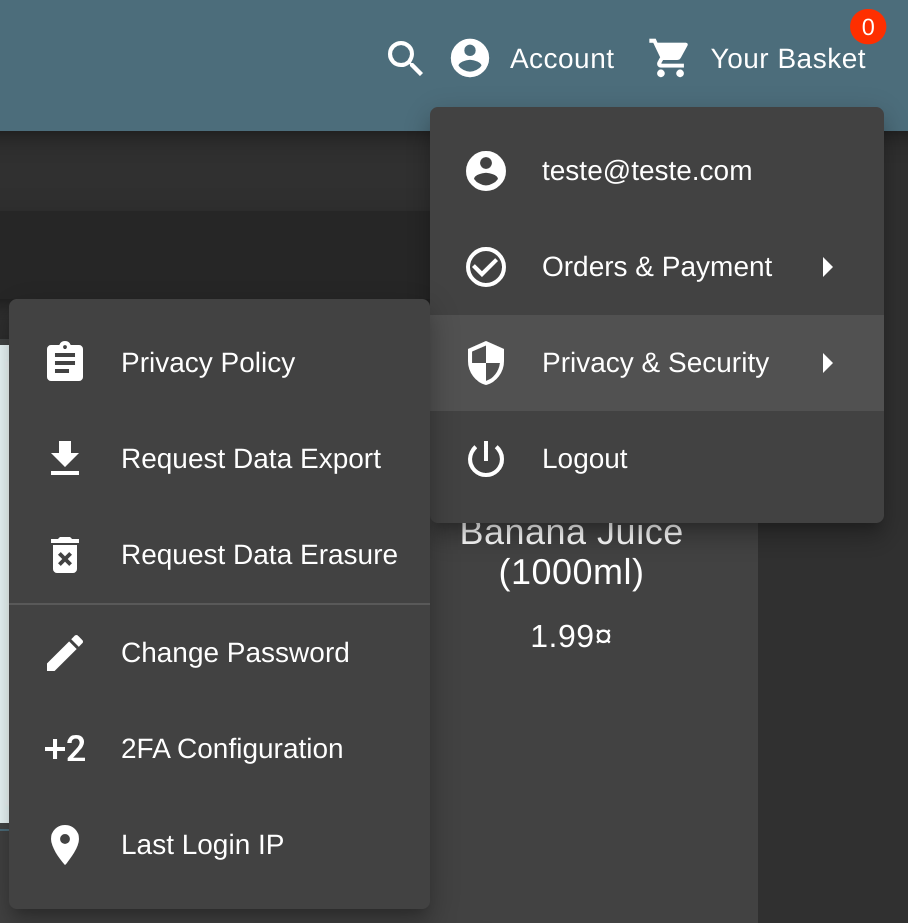 0
Account
Your Basket
teste@teste.com
Orders & Payment
Privacy & Security
Logout
Privacy Policy
Request Data Export
Request Data Erasure
Change Password
+2
2FA Configuration
Last Login IP
Banana Juice
(1000ml)
1.99¤